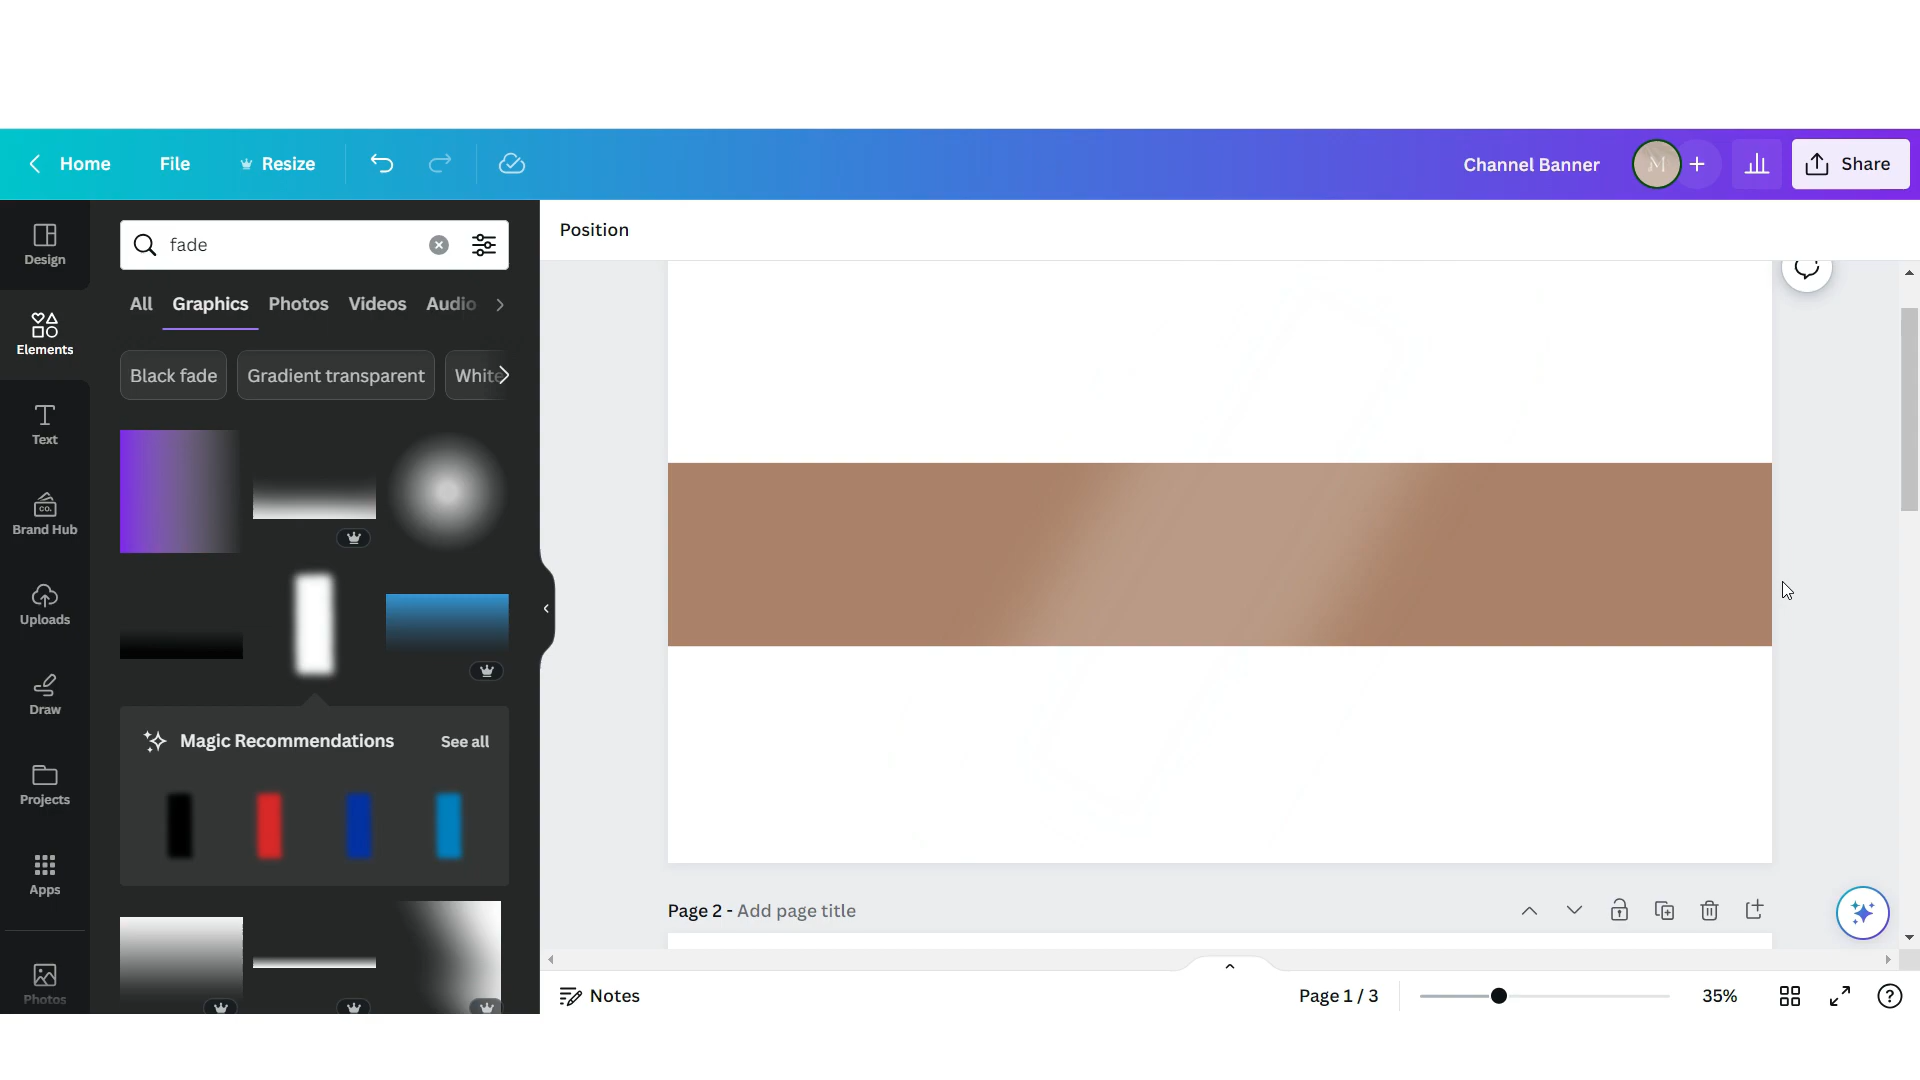 Home File Resize Channel Banner M Share
Design
Elements
Text
Brand Hub
CO.
Uploads
Draw
Projects
Apps
Photos
fade
All Graphics Photos Videos Audio
Black fade Gradient transparent White
Magic Recommendations See all
Position
Page 2 - Add page title
Notes Page 1 / 3 35%